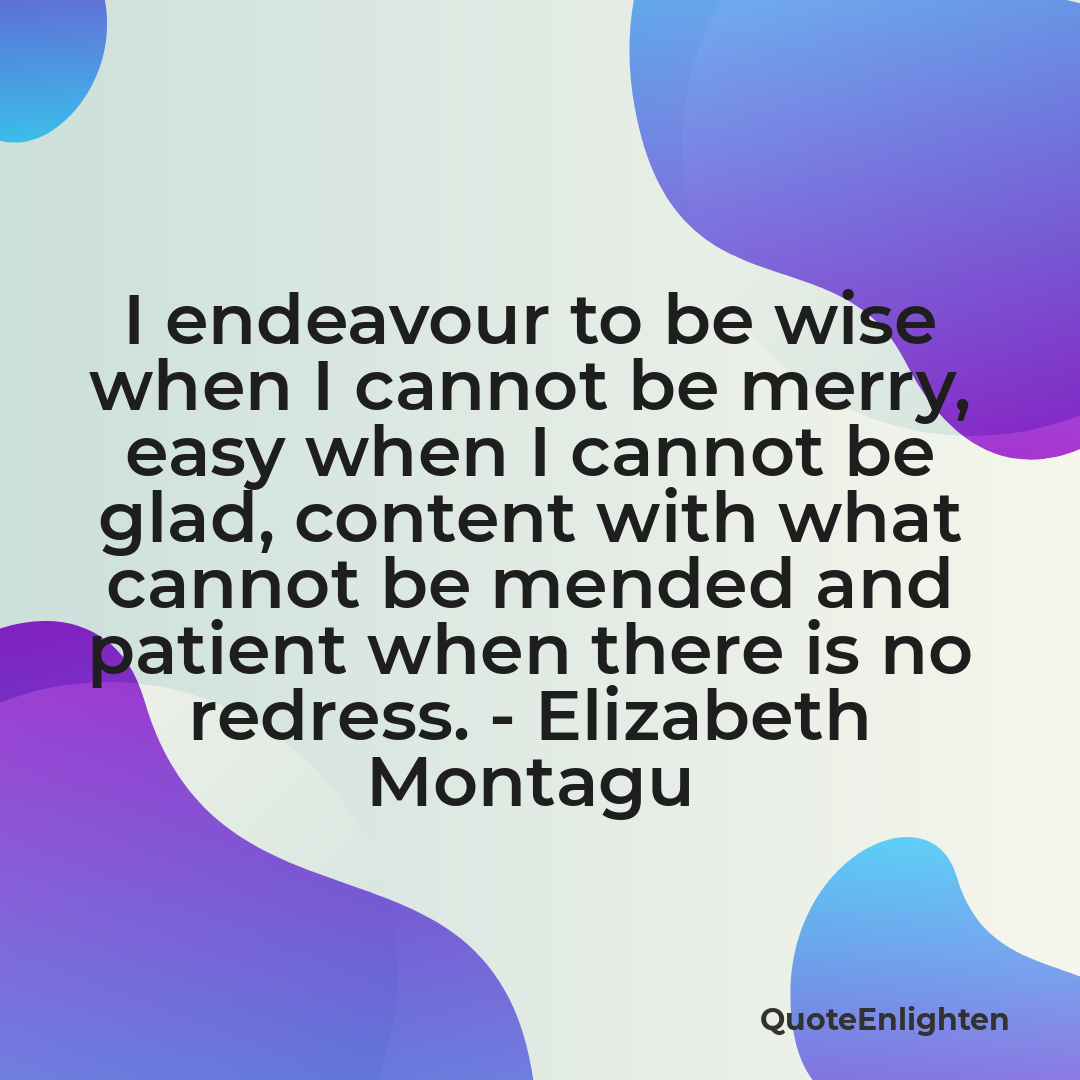 I endeavour to be wise
when I cannot be merry,
easy when I cannot be
glad, content with what
cannot be mended and
patient when there is no
redress. - Elizabeth
Montagu
QuoteEnlighten